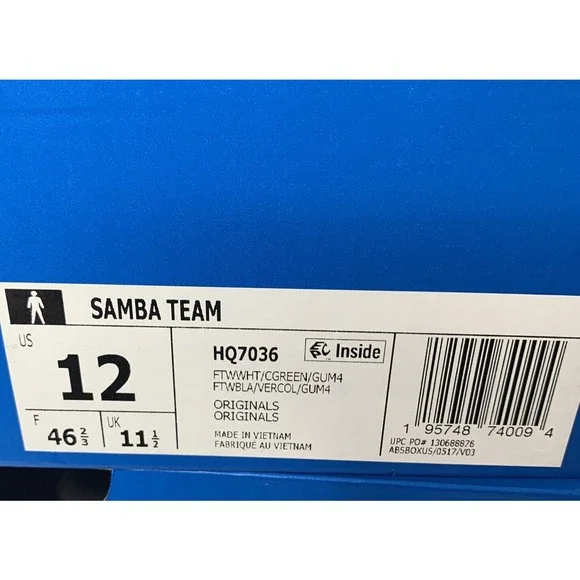 SAMBA TEAM
US
12
F
46 2/3
UK
11 1/2
HQ7036
Inside
FTWWHT/CGREEN/GUM4
FTWBLA/VERCOL/GUM4
ORIGINALS
ORIGINALS
MADE IN VIETNAM
FABRIQUÉ AU VIETNAM
1 95748 74009 4
UPC PO# 130688876
ABSBOXUS/0517/V03